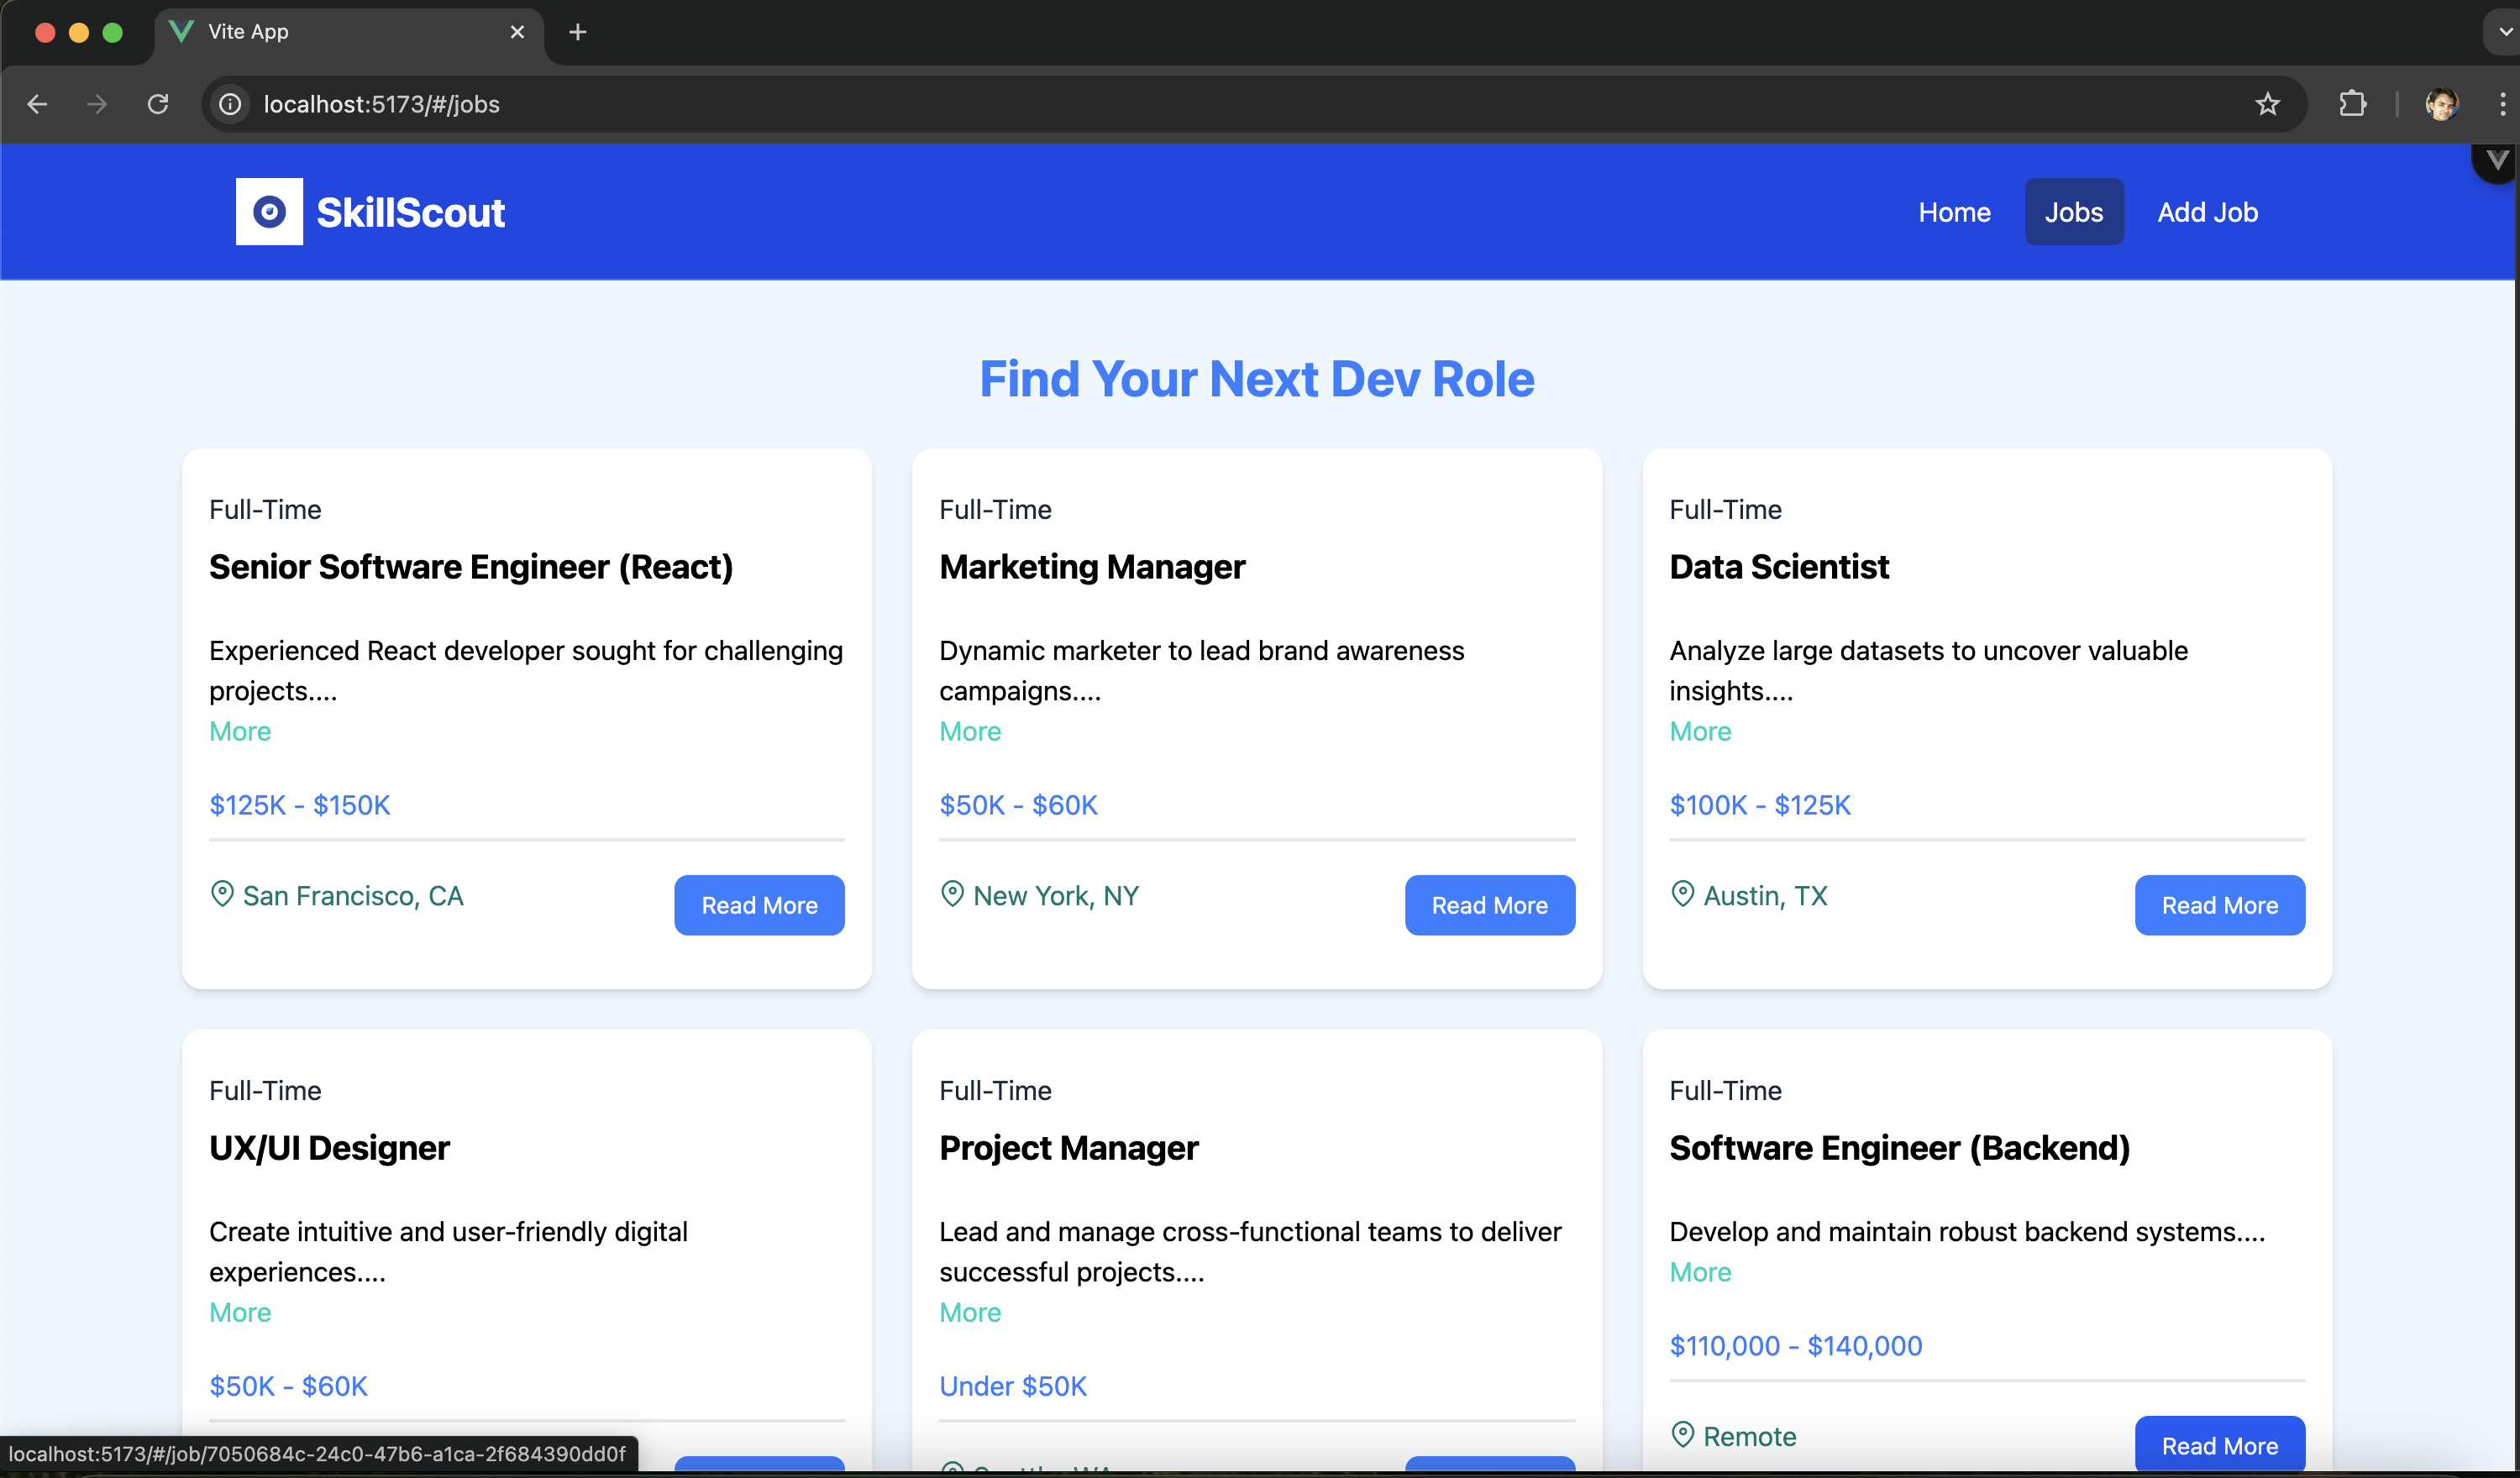 Vite App
localhost:5173/#/jobs
SkillScout
Home
Jobs
Add Job
Find Your Next Dev Role
Full-Time
Senior Software Engineer (React)
Experienced React developer sought for challenging
projects....
More
$125K - $150K
San Francisco, CA
Read More
Full-Time
Marketing Manager
Dynamic marketer to lead brand awareness
campaigns....
More
$50K - $60K
New York, NY
Read More
Full-Time
Data Scientist
Analyze large datasets to uncover valuable
insights....
More
$100K - $125K
Austin, TX
Read More
Full-Time
UX/UI Designer
Create intuitive and user-friendly digital
experiences....
More
$50K - $60K
Full-Time
Project Manager
Lead and manage cross-functional teams to deliver
successful projects....
More
Under $50K
Full-Time
Software Engineer (Backend)
Develop and maintain robust backend systems....
More
$110,000 - $140,000
Remote
Read More
localhost:5173/#/job/7050684c-24c0-47b6-a1ca-2f684390dd0f